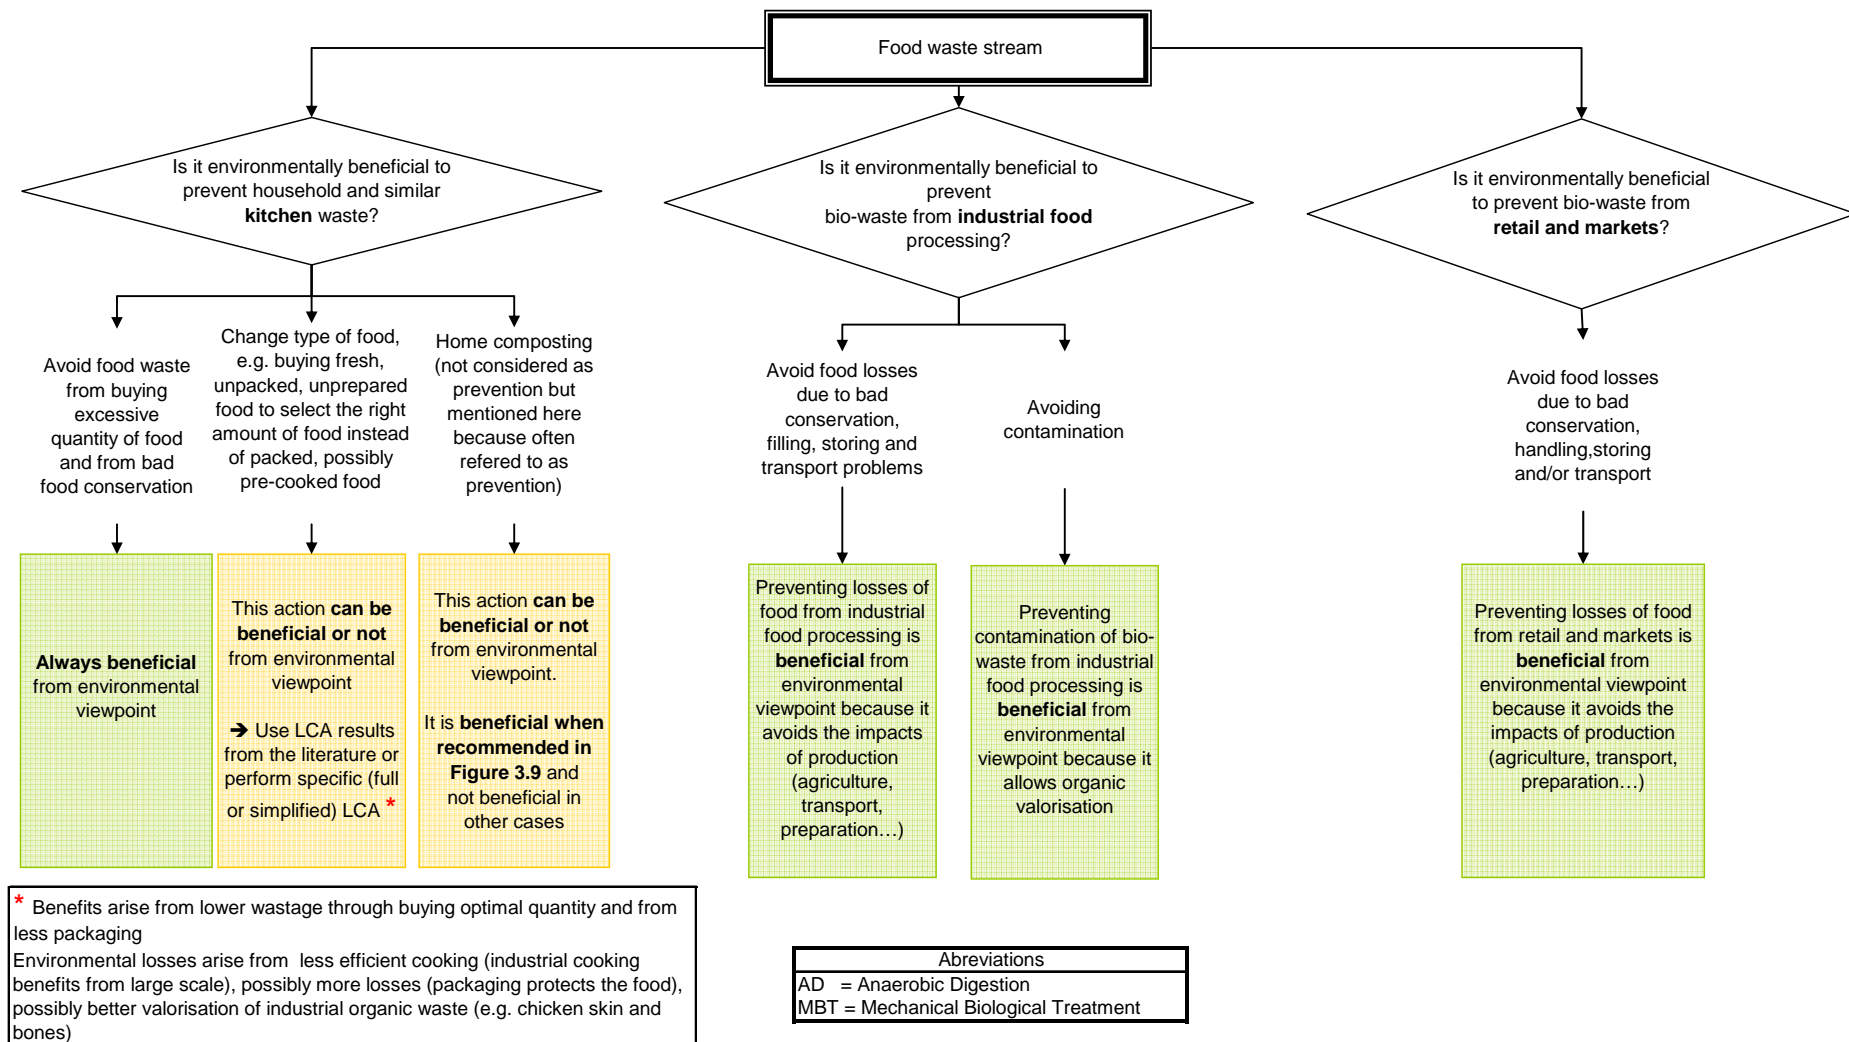 Food waste stream
Is it environmentally beneficial to
prevent household and similar
kitchen waste?
Is it environmentally beneficial to
prevent
bio-waste from industrial food
processing?
Is it environmentally beneficial
to prevent bio-waste from
retail and markets?
Avoid food waste
from buying
excessive
quantity of food
and from bad
food conservation
Change type of food,
e.g. buying fresh,
unpacked, unprepared
food to select the right
amount of food instead
of packed, possibly
pre-cooked food
Home composting
(not considered as
prevention but
mentioned here
because often
refered to as
prevention)
Avoid food losses
due to bad
conservation,
filling, storing and
transport problems
Avoiding
contamination
Avoid food losses
due to bad
conservation,
handling,storing
and/or transport
Always beneficial
from environmental
viewpoint
This action can be
beneficial or not
from environmental
viewpoint
➔ Use LCA results
from the literature or
perform specific (full
or simplified) LCA *
This action can be
beneficial or not
from environmental
viewpoint.
It is beneficial when
recommended in
Figure 3.9 and
not beneficial in
other cases
Preventing losses of
food from industrial
food processing is
beneficial from
environmental
viewpoint because it
avoids the impacts
of production
(agriculture,
transport,
preparation…)
Preventing
contamination of bio-
waste from industrial
food processing is
beneficial from
environmental
viewpoint because it
allows organic
valorisation
Preventing losses of food
from retail and markets is
beneficial from
environmental viewpoint
because it avoids the
impacts of production
(agriculture, transport,
preparation…)
* Benefits arise from lower wastage through buying optimal quantity and from
less packaging
Environmental losses arise from less efficient cooking (industrial cooking
benefits from large scale), possibly more losses (packaging protects the food),
possibly better valorisation of industrial organic waste (e.g. chicken skin and
bones)
Abreviations
AD = Anaerobic Digestion
MBT = Mechanical Biological Treatment